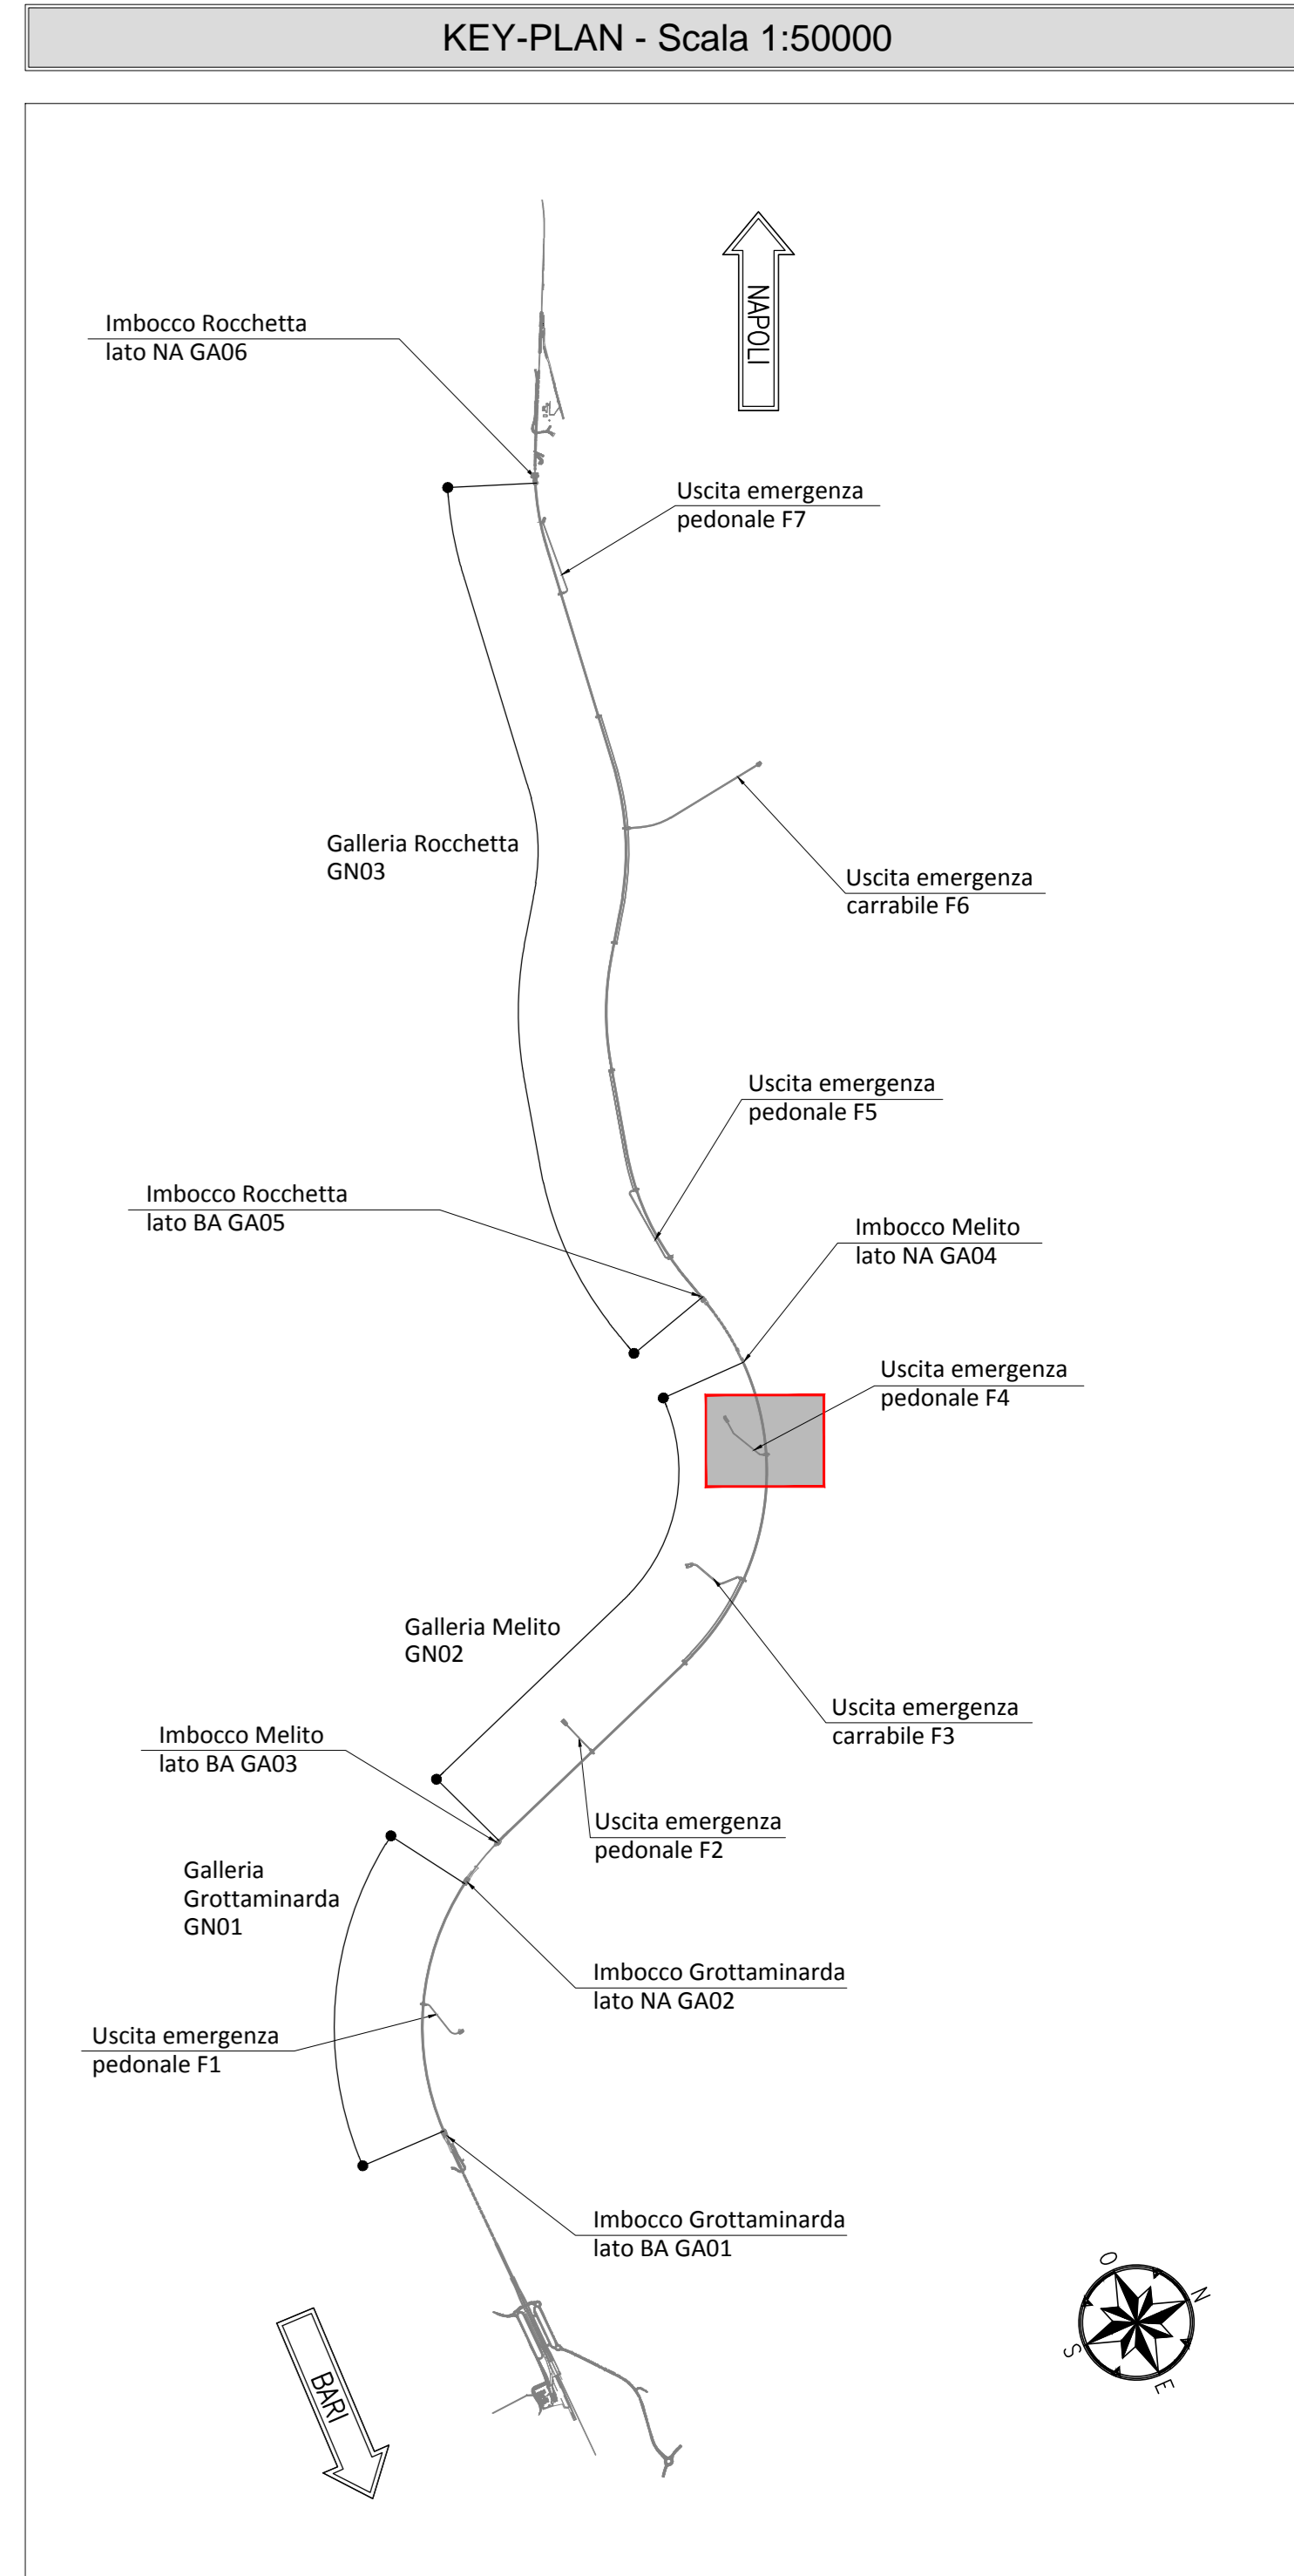 KEY-PLAN - Scala 1:50000
NAPOLI
Imbocco Rocchetta
lato NA GA06
Uscita emergenza
pedonale F7
Galleria Rocchetta
GN03
Uscita emergenza
carrabile F6
Uscita emergenza
pedonale F5
Imbocco Rocchetta
lato BA GA05
Imbocco Melito
lato NA GA04
Uscita emergenza
pedonale F4
Galleria Melito
GN02
Uscita emergenza
carrabile F3
Imbocco Melito
lato BA GA03
Uscita emergenza
pedonale F2
Galleria
Grottaminarda
GN01
Imbocco Grottaminarda
lato NA GA02
Uscita emergenza
pedonale F1
Imbocco Grottaminarda
lato BA GA01
BARI
O
N
S
E